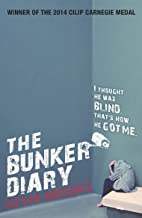 WINNER OF THE 2014 CILIP CARNEGIE MEDAL
I THOUGHT
HE WAS
BLIND.
THAT'S HOW
HE GOT ME.
THE
BUNKER
DIARY
KEVIN BROOKS